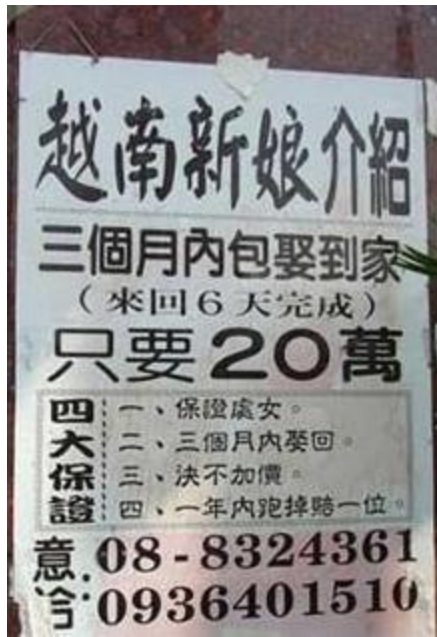 越南新娘介紹
三個月內包娶到家
(來回6天完成)
只要20萬
四大保證
一、保證處女。
二、三個月內娶回。
三、決不加價。
四、一年內跑掉賠一位。
意者:
洽
08-8324361
0936401510